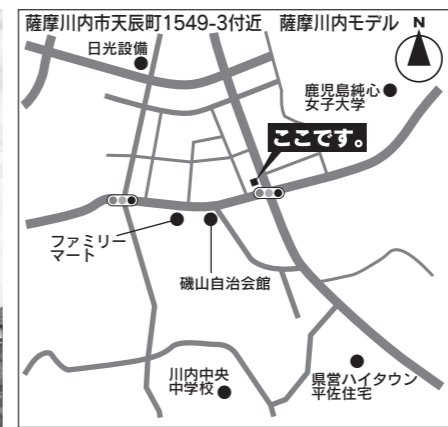 薩摩川内市天辰町1549-3付近 薩摩川内モデル
N
日光設備
鹿児島純心
女子大学
ここです。
ファミリー
マート
磯山自治会館
川内中央
中学校
県営ハイタウン
平佐住宅